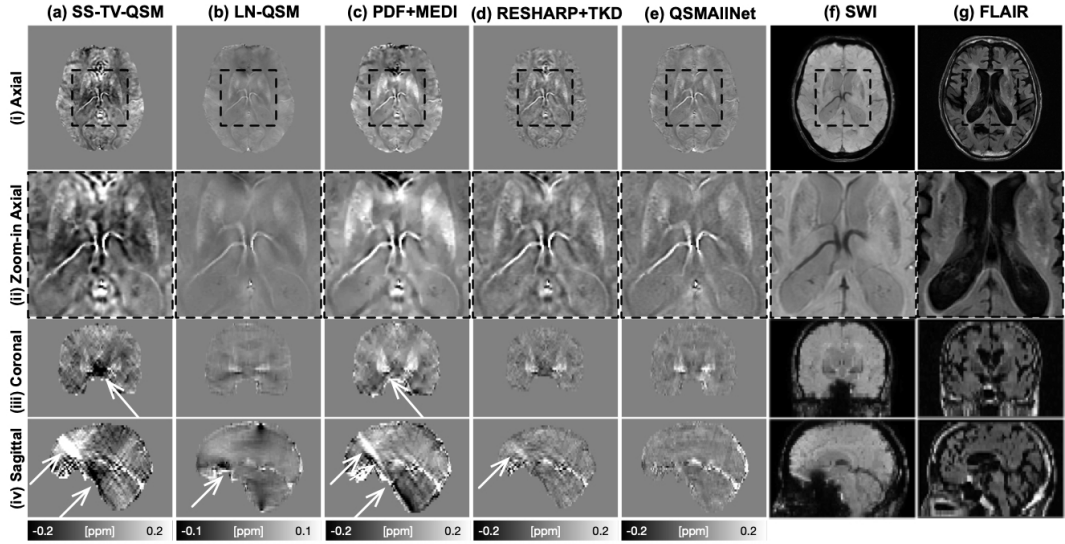 (a) SS-TV-QSM (b) LN-QSM (c) PDF+MEDI (d) RESHARP+TKD (e) QSMAllNet (f) SWI (g) FLAIR
(i) Axial
(ii) Zoom-in Axial
(iii) Coronal
(iv) Sagittal
-0.2 [ppm] 0.2 -0.1 [ppm] 0.1 -0.2 [ppm] 0.2 -0.2 [ppm] 0.2 -0.2 [ppm] 0.2